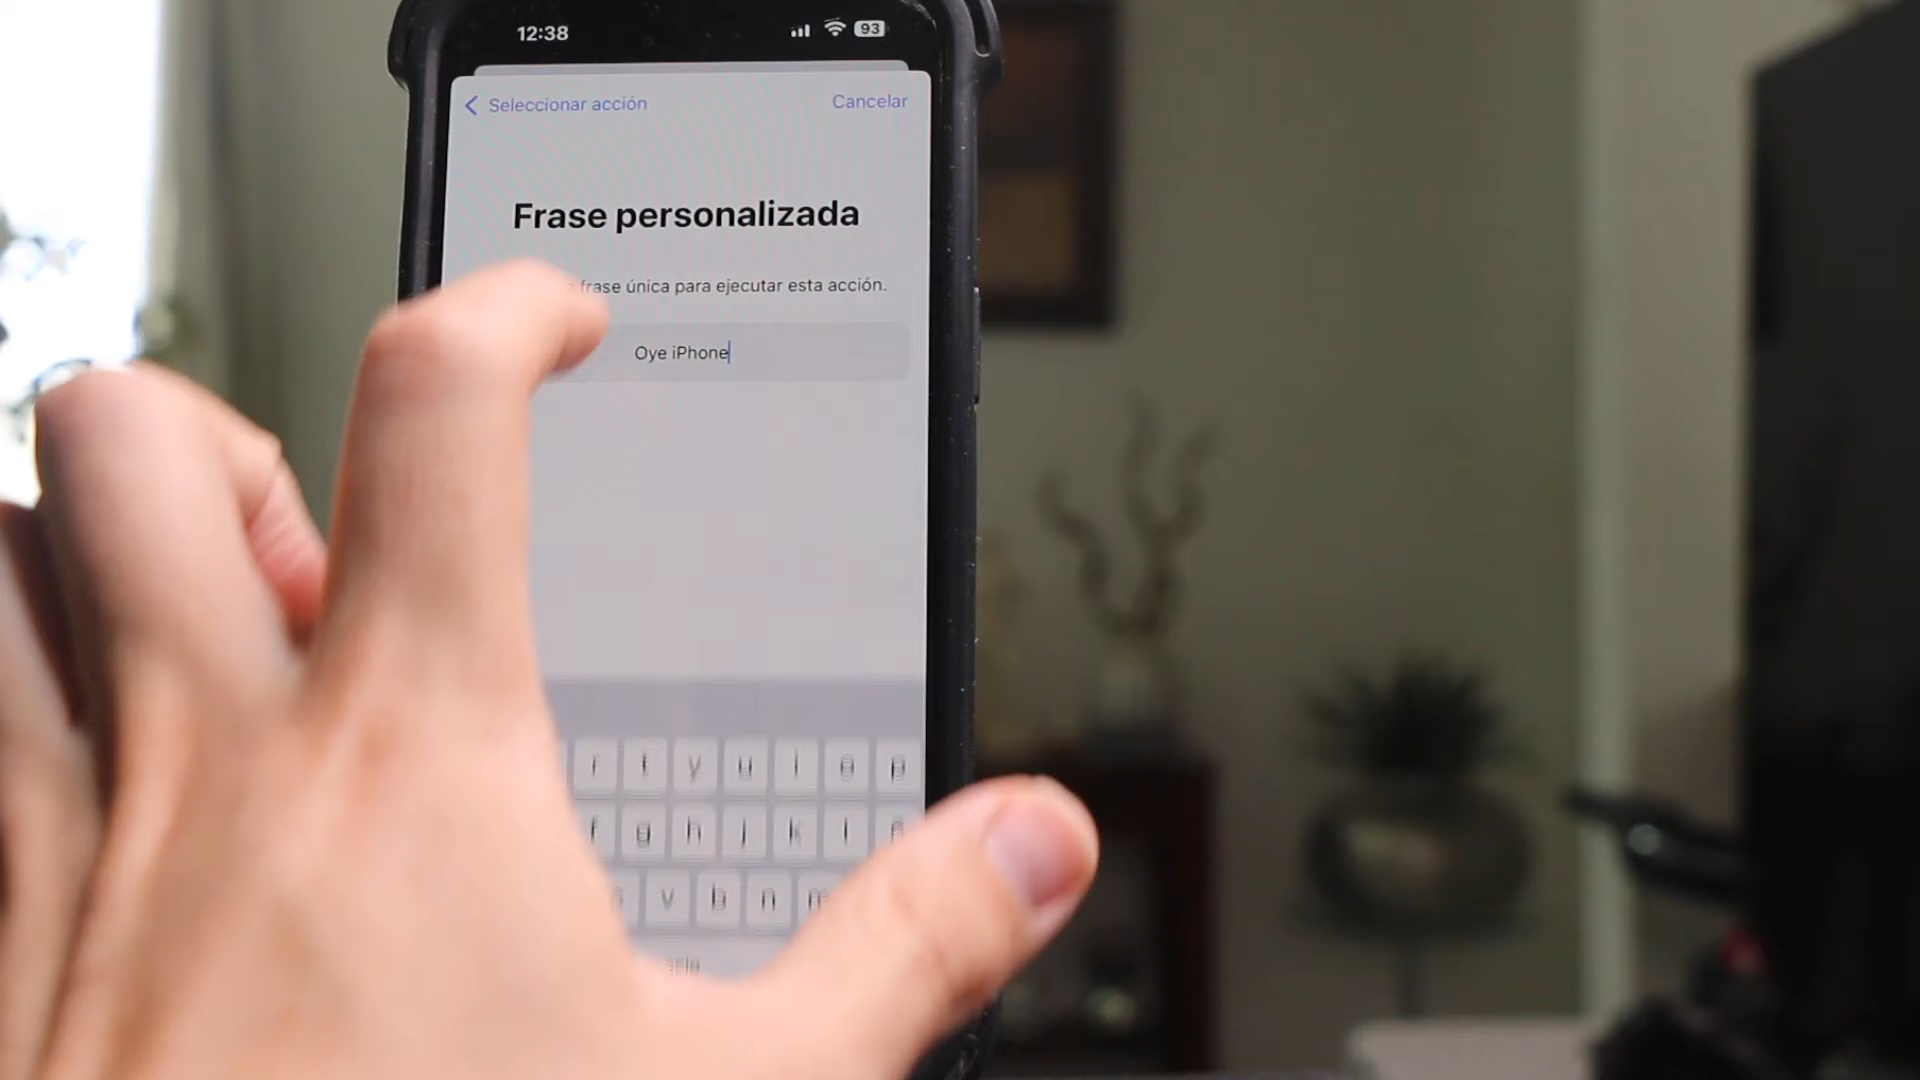 12:38
93
Seleccionar acción
Cancelar
Frase personalizada
frase única para ejecutar esta acción.
Oye iPhone
r t y u i o p
f g h j k l ñ
v b n m